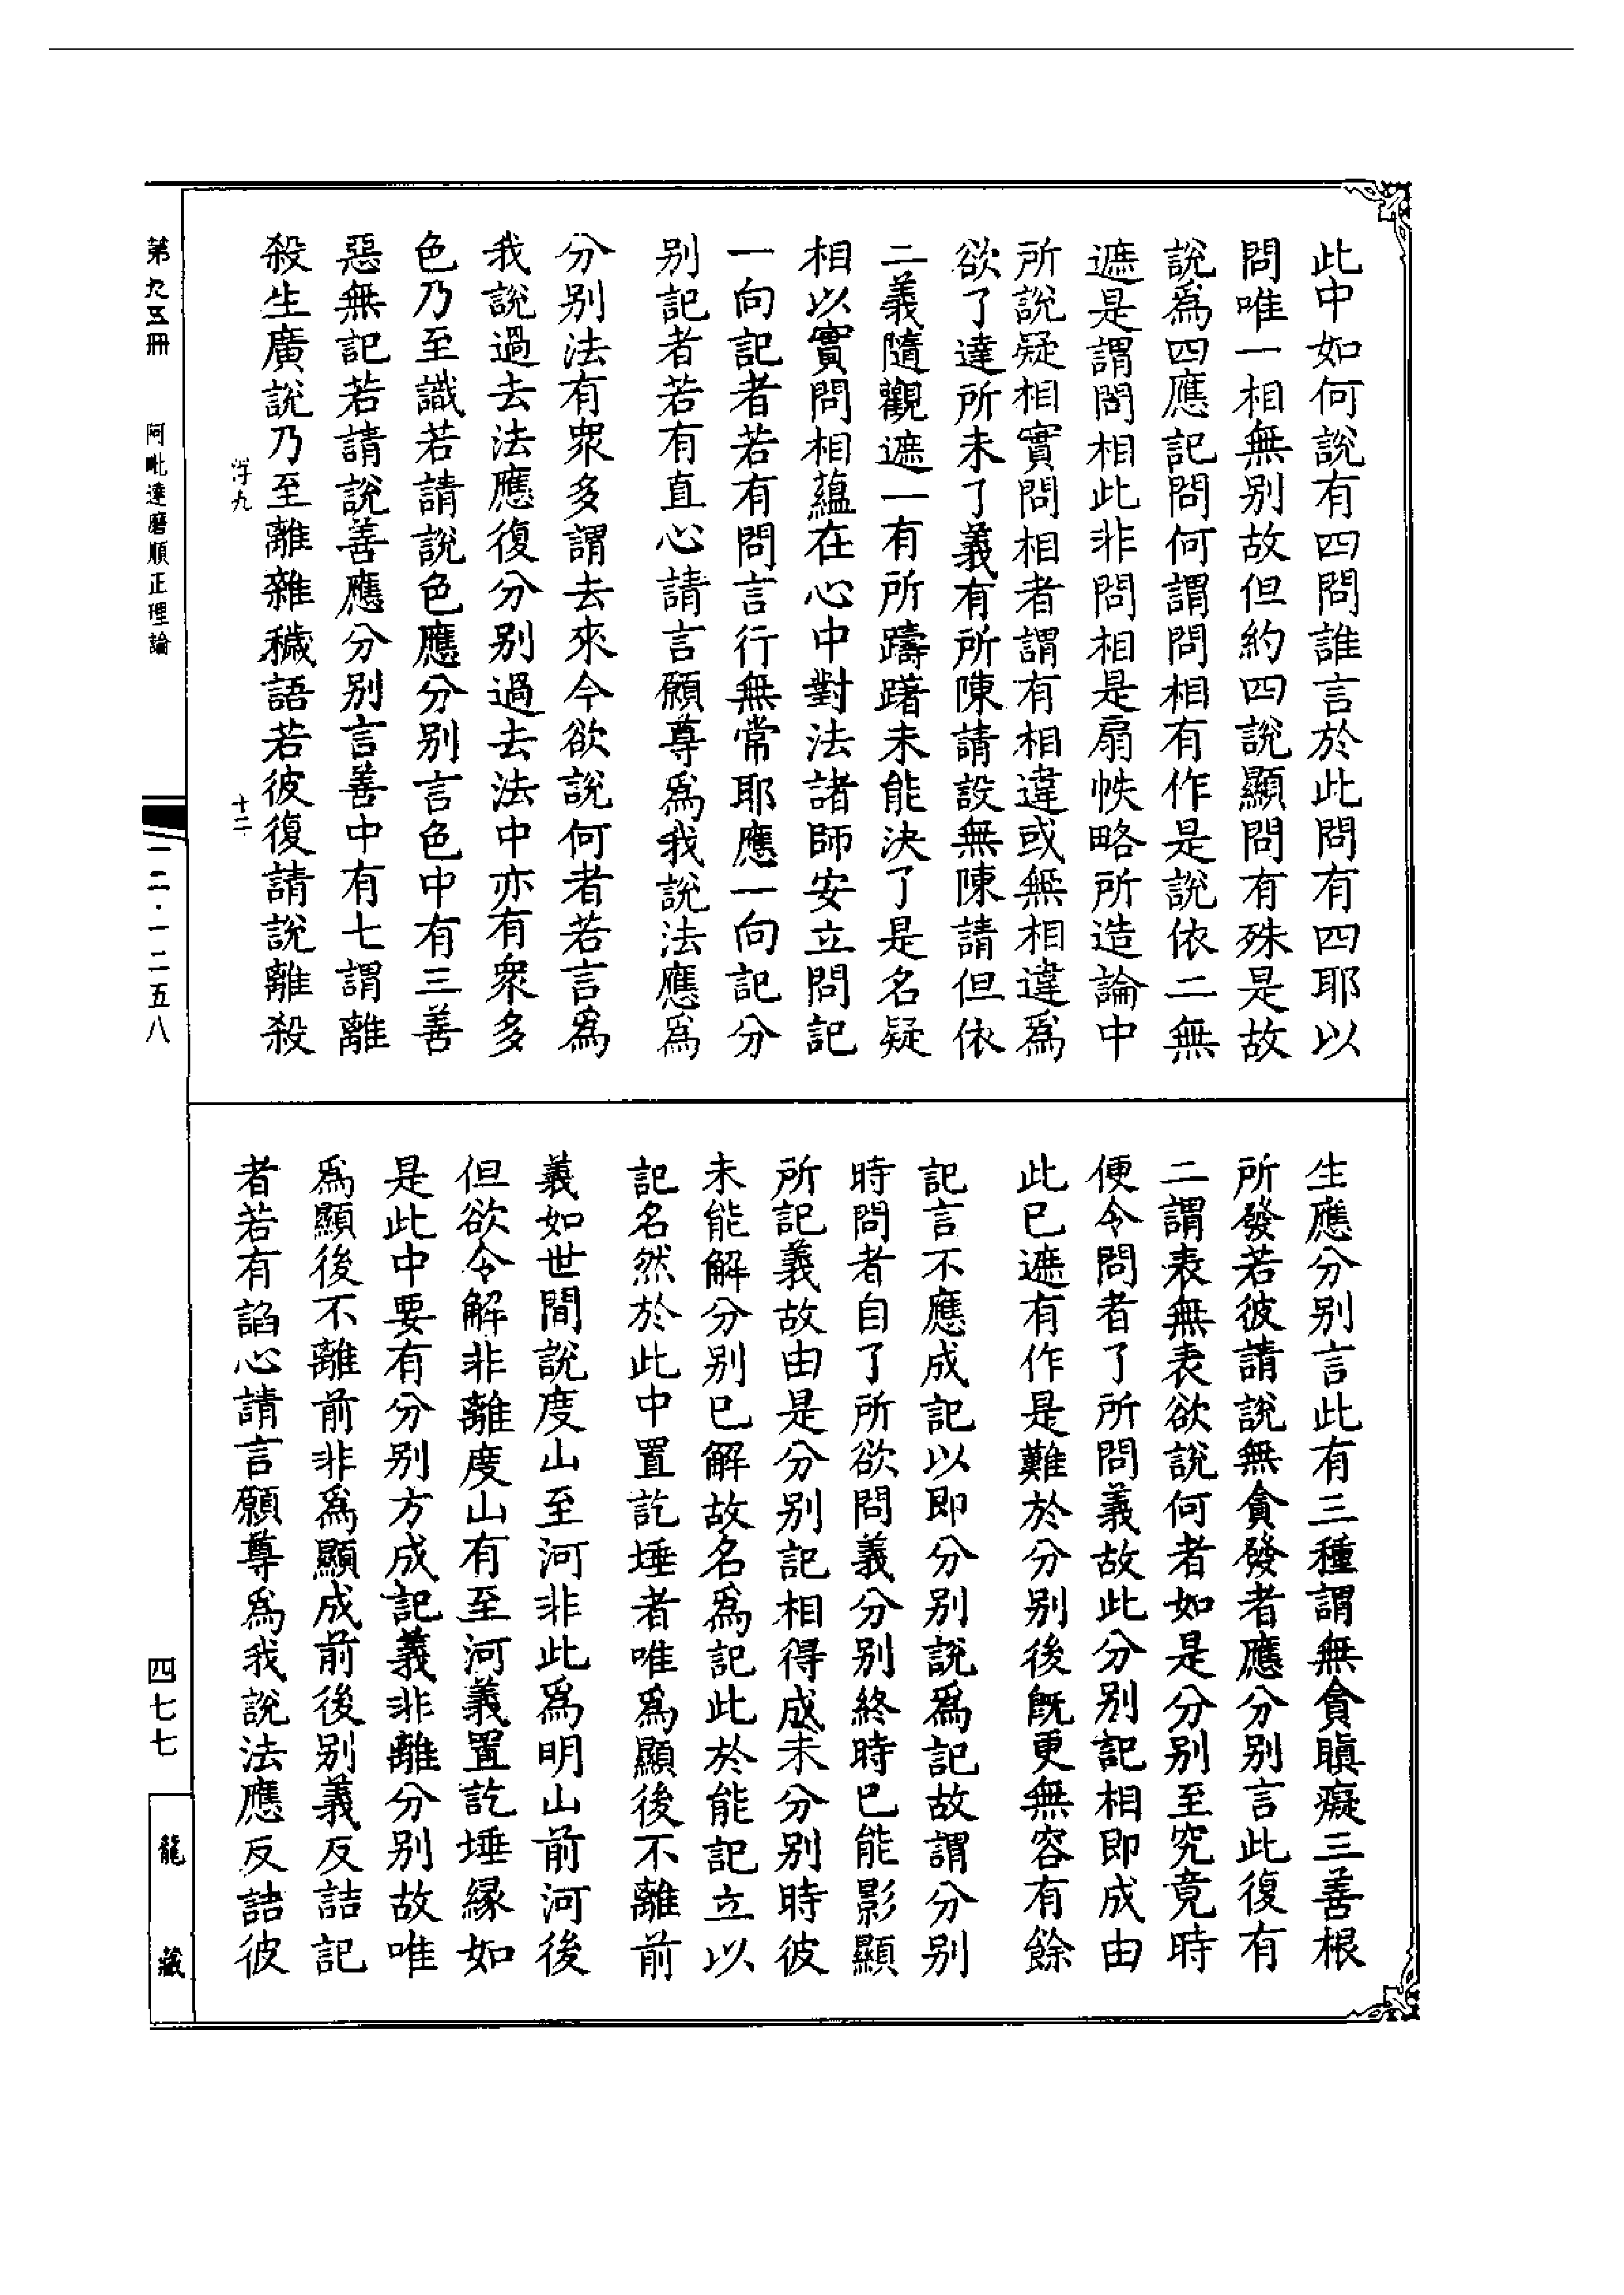 此中如何說有四問誰言於此問有四耶以
問唯一相無别故但約四說顯問有殊是故
說爲四應記問何謂問相有作是說依二無
遮是謂問相此非問相是扇帙略所造論中
所說疑相實問相者謂有相違或無相違爲
欲了達所未了義有所陳請設無陳請但依
二義隨觀遮一有所躊躇未能決了是名疑
相以實問相蘊在心中對法諸師安立問記
一向記者若有問言行無常耶應一向記分
别記者若有直心請言願尊爲我說法應爲
分别法有衆多謂去來今欲說何者若言爲
我說過去法應復分别過去法中亦有衆多
色乃至識若請說色應分别言色中有三善
惡無記若請說善應分别言善中有七謂離
殺生廣說乃至離雜穢語若彼復請說離殺
浮九 十二
生應分别言此有三種謂無貪瞋癡三善根
所發若彼請說無貪發者應分别言此復有
二謂表無表欲說何者如是分别至究竟時
便令問者了所問義故此分别記相即成由
此已遮有作是難於分别後旣更無容有餘
記言不應成記以即分别說爲記故謂分别
時問者自了所欲問義分别終時已能影顯
所記義故由是分别記相得成未分别時彼
未能解分别已解故名爲記此於能記立以
記名然於此中置訖埵者唯爲顯後不離前
義如世間說度山至河非此爲明山前河後
但欲令解非離度山有至河義置訖埵緣如
是此中要有分别方成記義非離分别故唯
爲顯後不離前非爲顯成前後别義反詰記
者若有諂心請言願尊爲我說法應反詰彼
第九五冊 阿毗達磨順正理論
一二·一二五八
四七七
龍藏